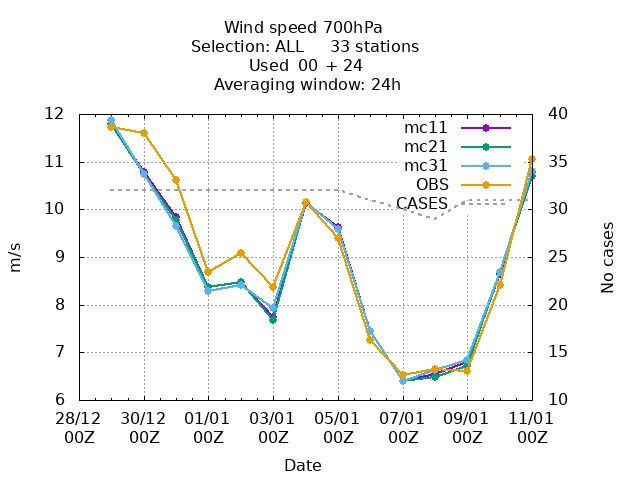 Wind speed 700hPa
Selection: ALL 33 stations
Used 00 + 24
Averaging window: 24h
12 40
mc11
mc21
11 35
mc31
OBS
CASES
10 30
9 25
8 20
7 15
6 10
m/s
No cases
28/12 30/12 01/01 03/01 05/01 07/01 09/01 11/01
00Z 00Z 00Z 00Z 00Z 00Z 00Z 00Z
Date